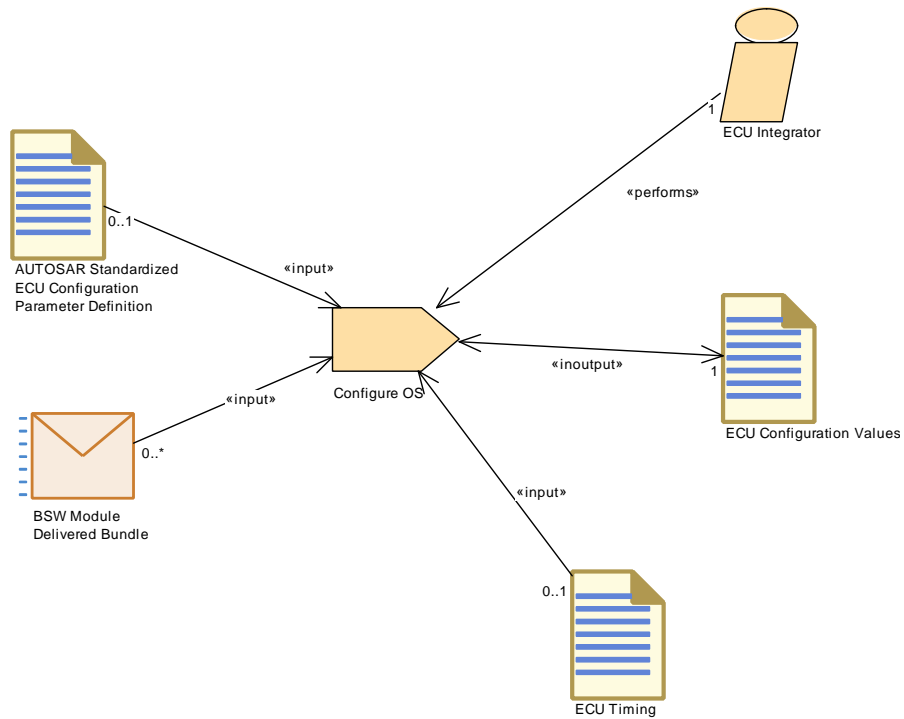 1
ECU Integrator
«performs»
0..1
AUTOSAR Standardized
ECU Configuration
Parameter Definition
«input»
«inoutput»
1
Configure OS
«input»
ECU Configuration Values
0..*
«input»
BSW Module
Delivered Bundle
0..1
ECU Timing